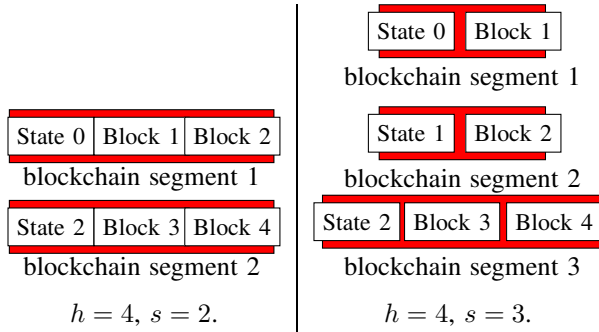 State 0 Block 1 Block 2
blockchain segment 1
State 2 Block 3 Block 4
blockchain segment 2
h = 4, s = 2.
State 0 Block 1
blockchain segment 1
State 1 Block 2
blockchain segment 2
State 2 Block 3 Block 4
blockchain segment 3
h = 4, s = 3.